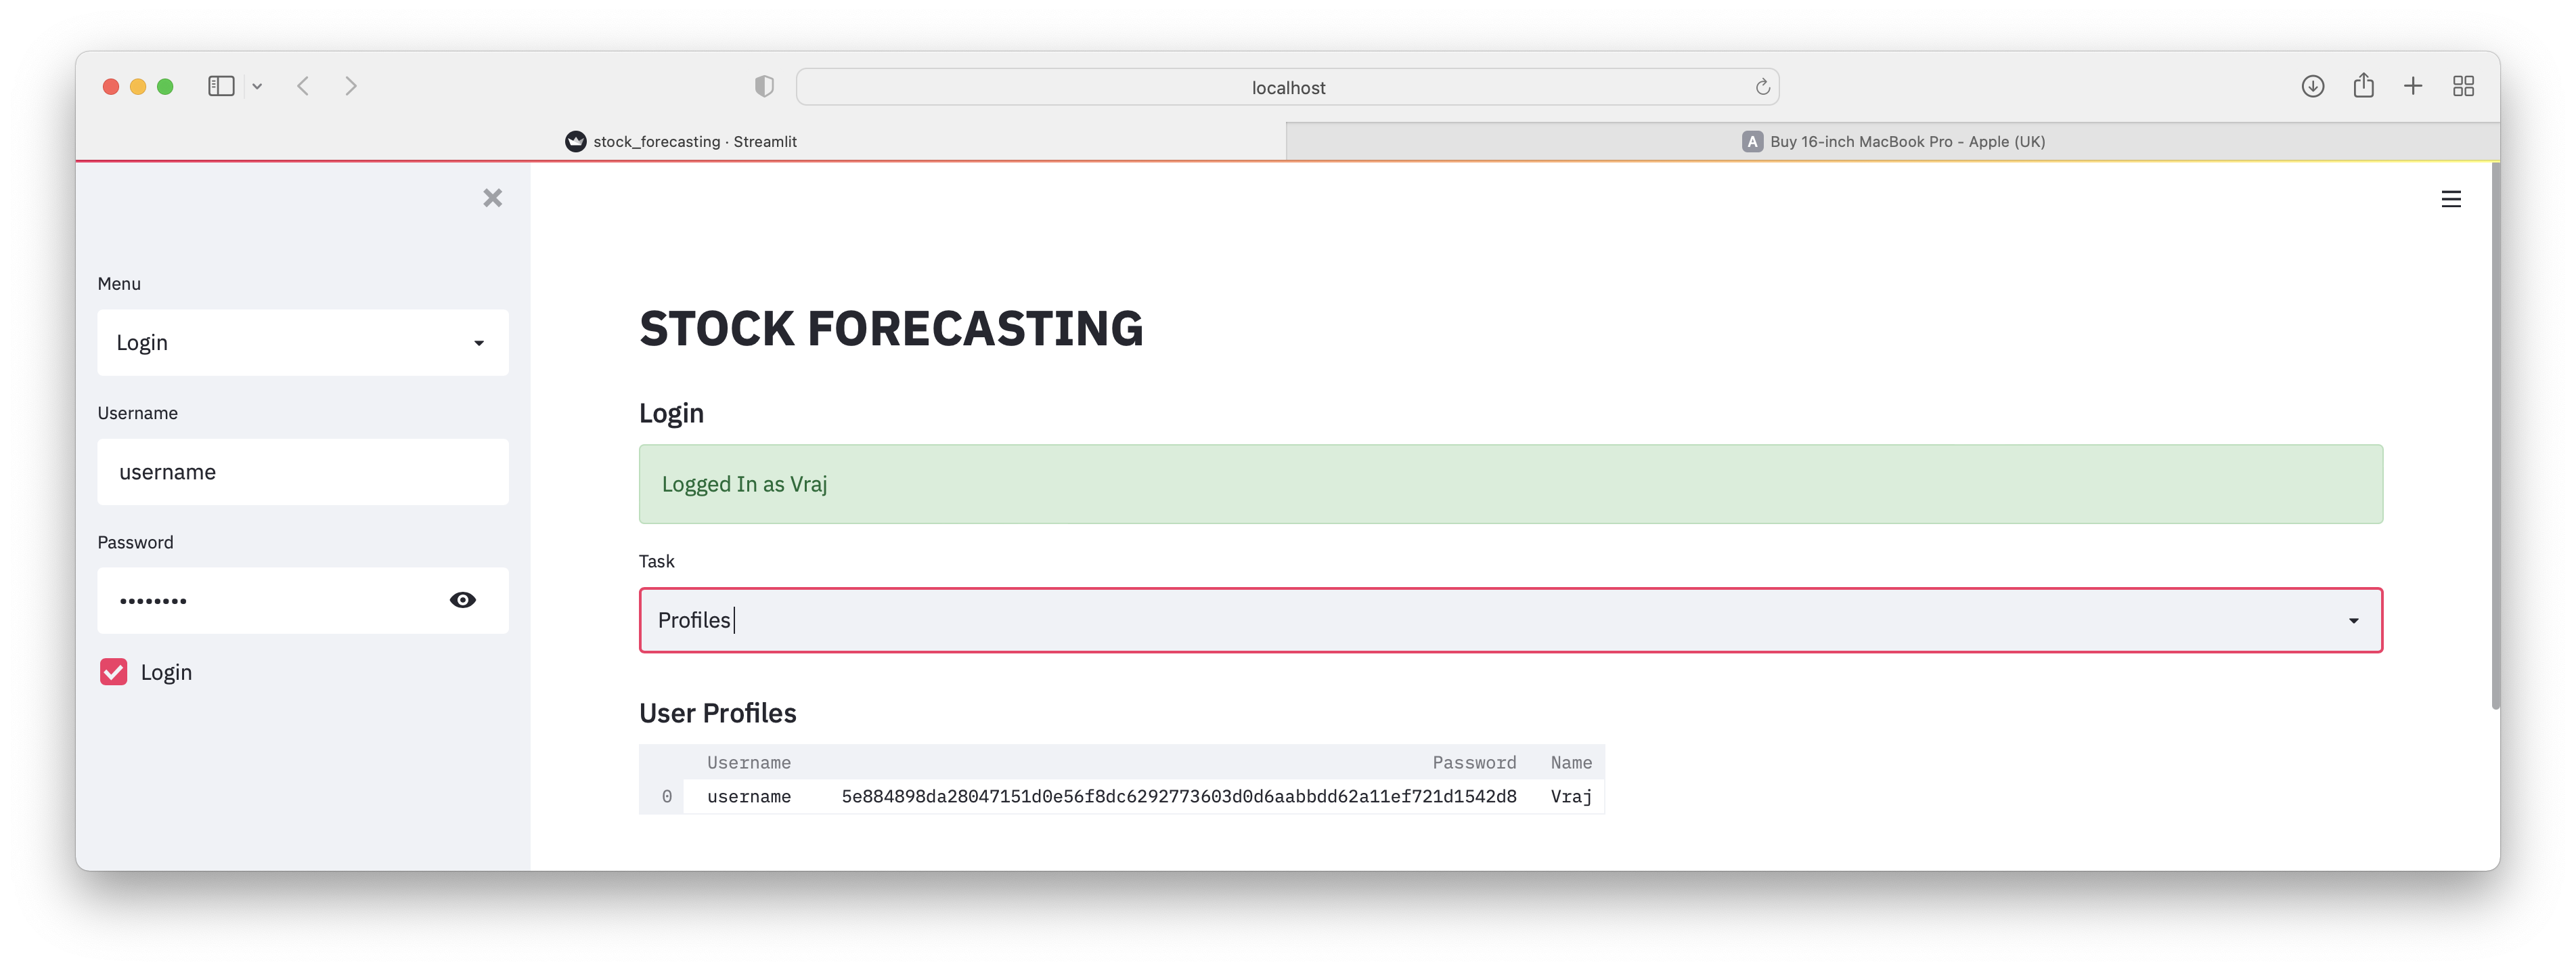 localhost
stock_forecasting · Streamlit
A Buy 16-inch MacBook Pro - Apple (UK)
Menu
Login
Username
username
Password
••••••••
Login
STOCK FORECASTING
Login
Logged In as Vraj
Task
Profiles
User Profiles
Username Password Name
0 username 5e884898da28047151d0e56f8dc6292773603d0d6aabbdd62a11ef721d1542d8 Vraj